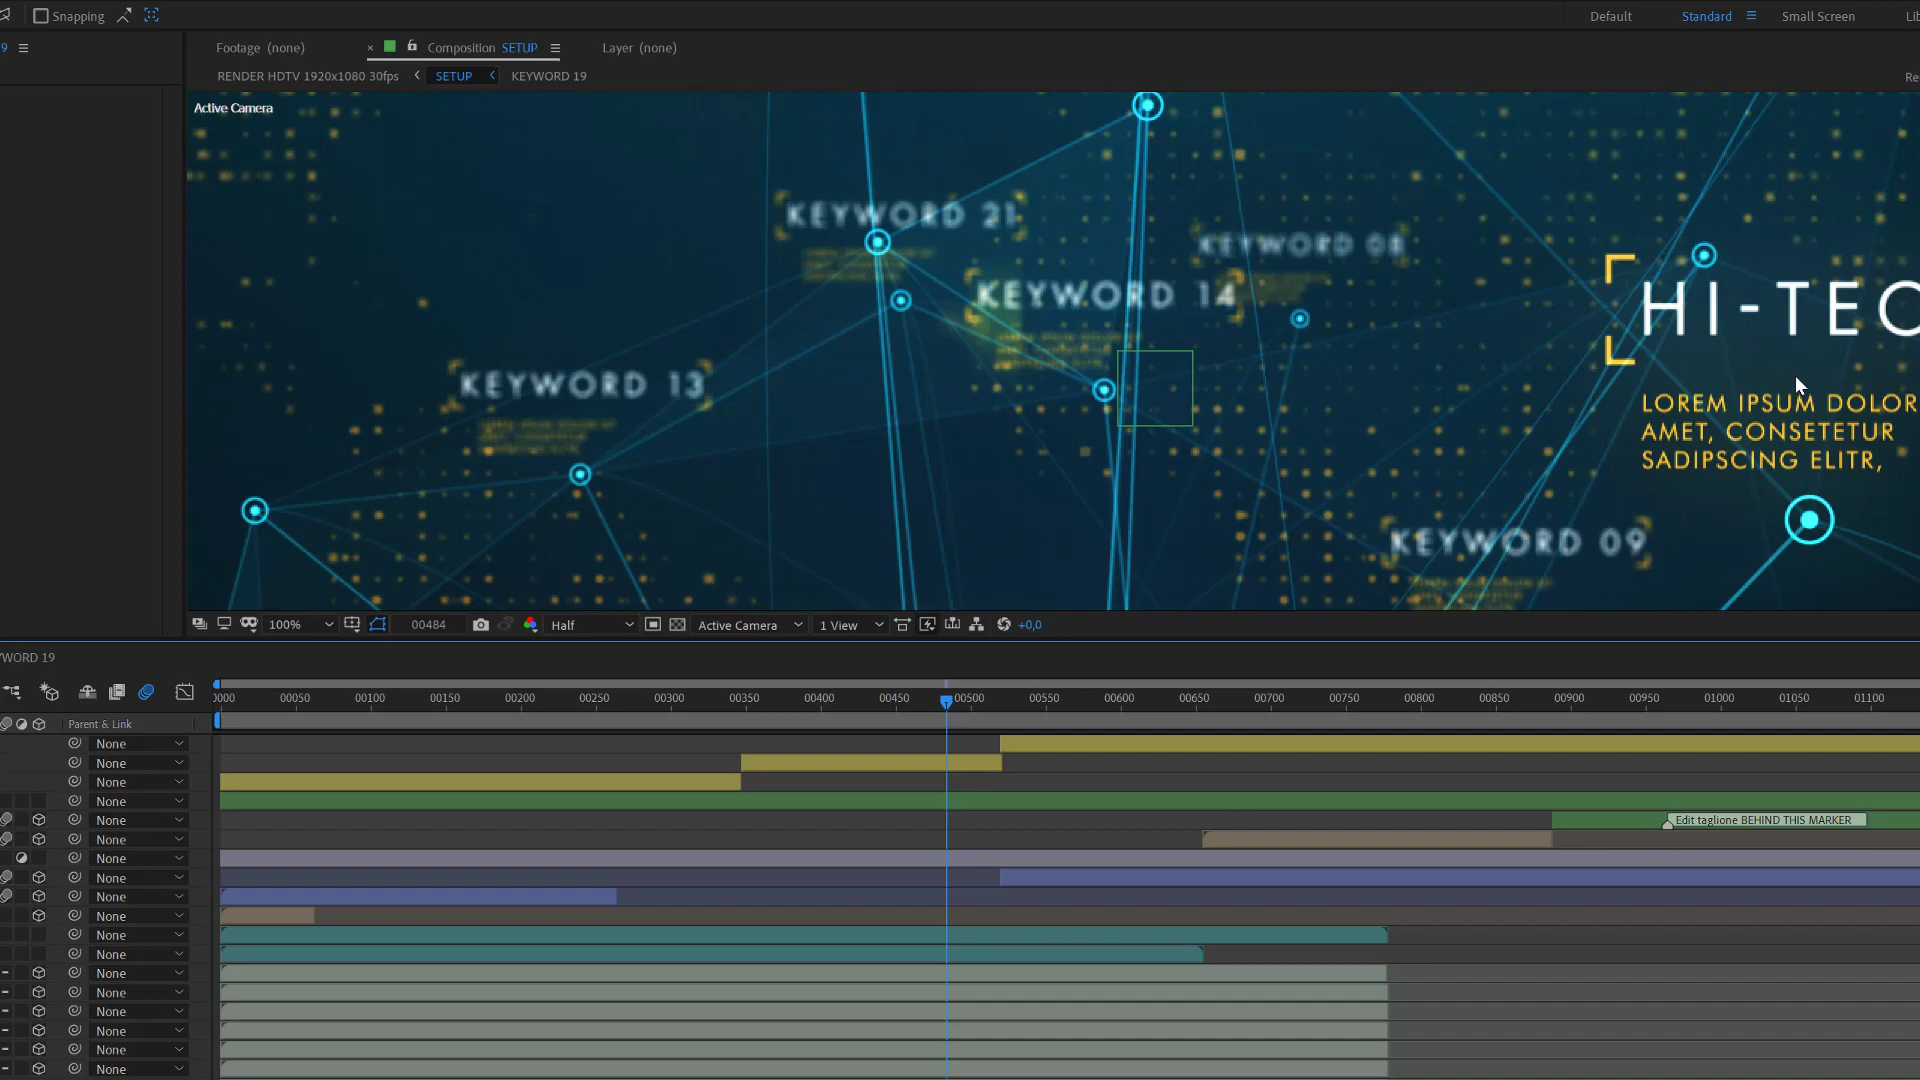 Snapping
Default
Standard
Small Screen
9
Footage (none)
Composition SETUP
Layer (none)
RENDER HDTV 1920x1080 30fps
SETUP
KEYWORD 19
Active Camera
KEYWORD 21
KEYWORD 08
KEYWORD 14
HI-TEC
KEYWORD 13
LOREM IPSUM DOLOR
AMET, CONSETETUR
SADIPSCING ELITR,
KEYWORD 09
100%
00484
Half
Active Camera
1 View
+0,0
YWORD 19
0000 00050 00100 00150 00200 00250 00300 00350 00400 00450 00500 00550 00600 00650 00700 00750 00800 00850 00900 00950 01000 01050 01100
Parent & Link
None
None
None
None
None
Edit taglione BEHIND THIS MARKER
None
None
None
None
None
None
None
None
None
None
None
None
None